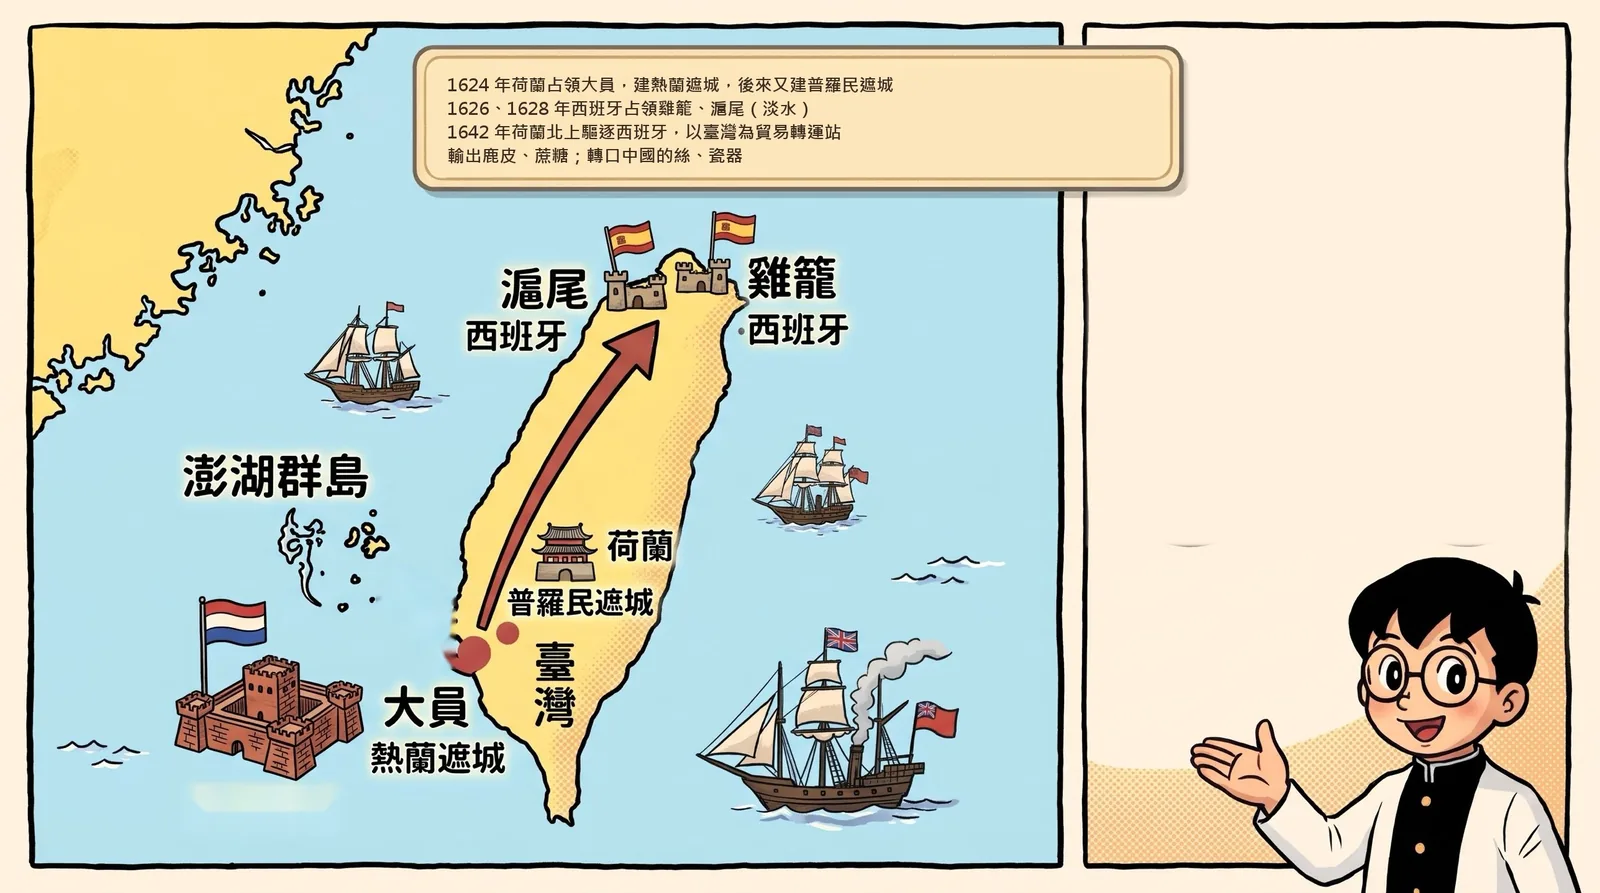 1624 年荷蘭占領大員，建熱蘭遮城，後來又建普羅民遮城
1626、1628 年西班牙占領雞籠、滬尾（淡水）
1642 年荷蘭北上驅逐西班牙，以臺灣為貿易轉運站
輸出鹿皮、蔗糖；轉口中國的絲、瓷器
滬尾
西班牙
雞籠
西班牙
澎湖群島
荷蘭
普羅民遮城
臺灣
大員
熱蘭遮城